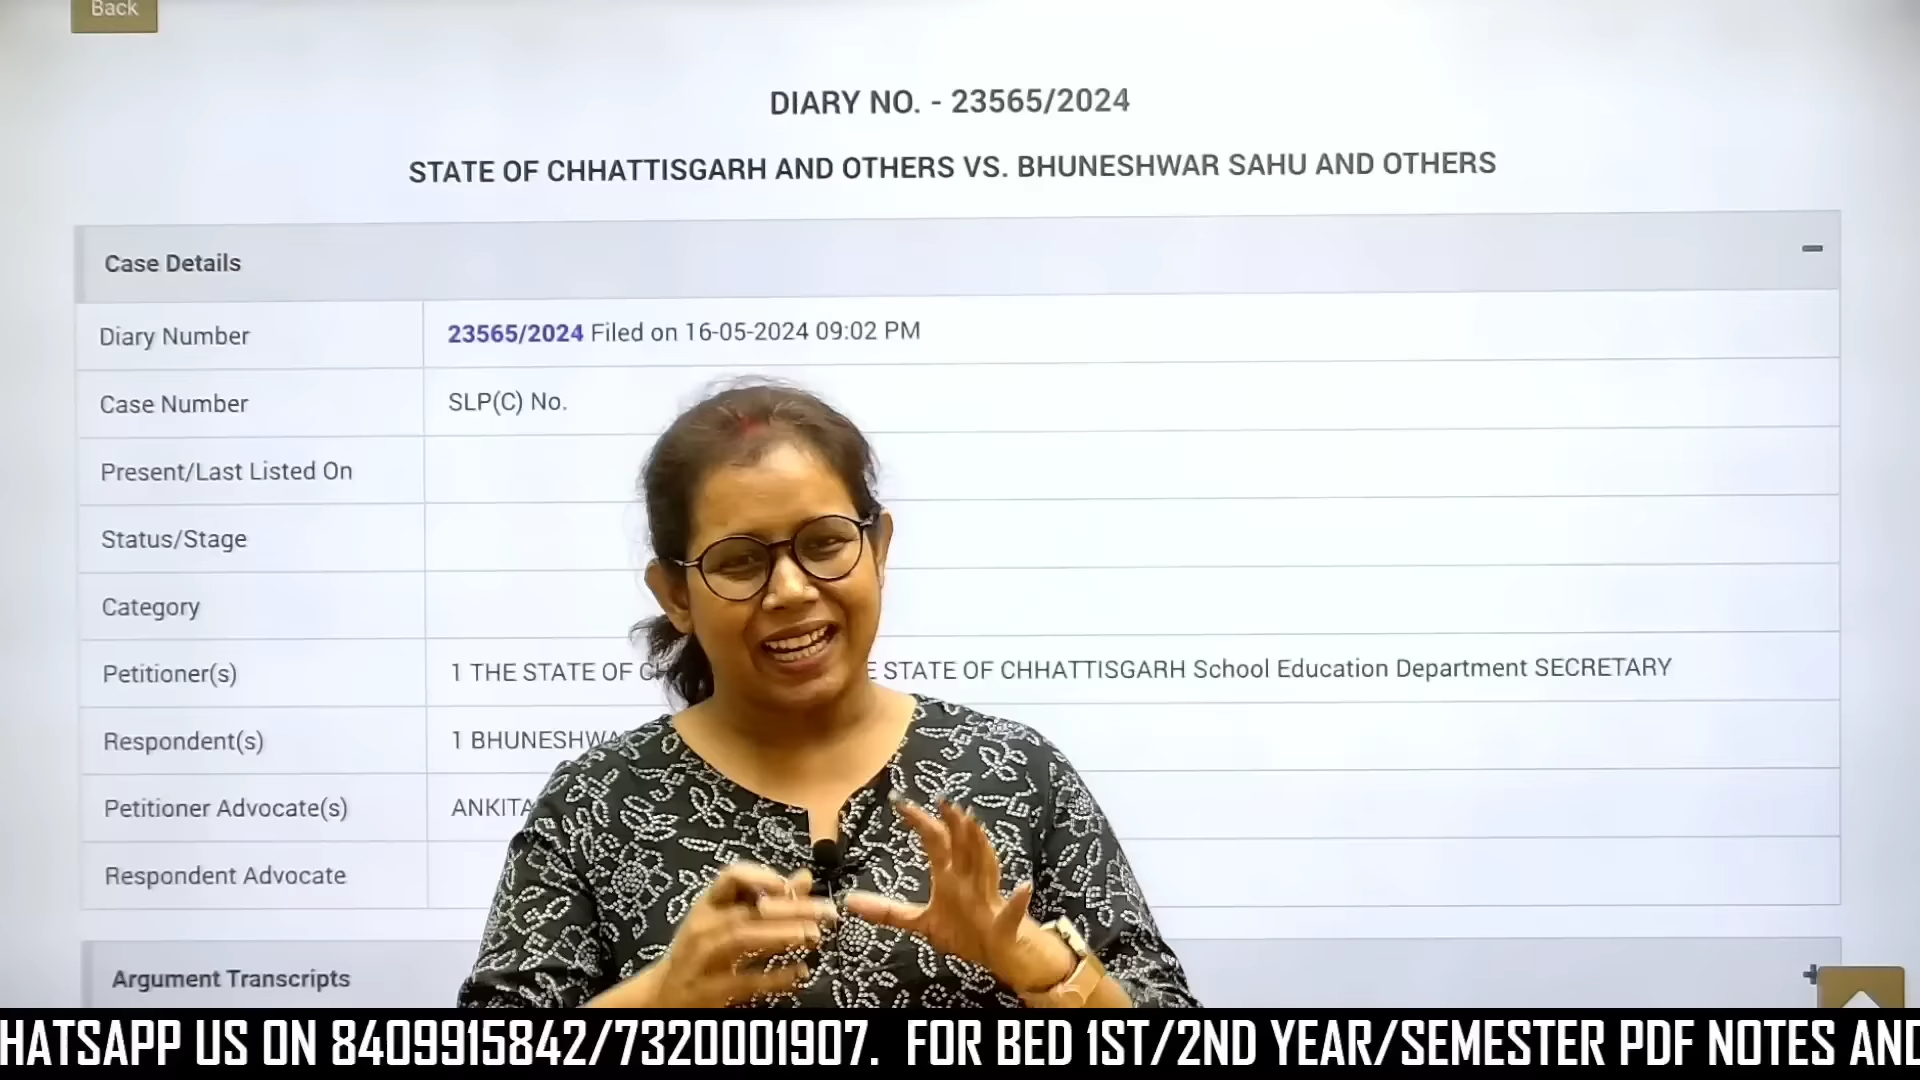 Back
DIARY NO. - 23565/2024
STATE OF CHHATTISGARH AND OTHERS VS. BHUNESHWAR SAHU AND OTHERS
Case Details
Diary Number 23565/2024 Filed on 16-05-2024 09:02 PM
Case Number SLP(C) No.
Present/Last Listed On
Status/Stage
Category
Petitioner(s) 1 THE STATE OF STATE OF CHHATTISGARH School Education Department SECRETARY
Respondent(s) 1 BHUNESHWA
Petitioner Advocate(s) ANKITA
Respondent Advocate
Argument Transcripts
HATSAPP US ON 8409915842/7320001907. FOR BED 1ST/2ND YEAR/SEMESTER PDF NOTES AND